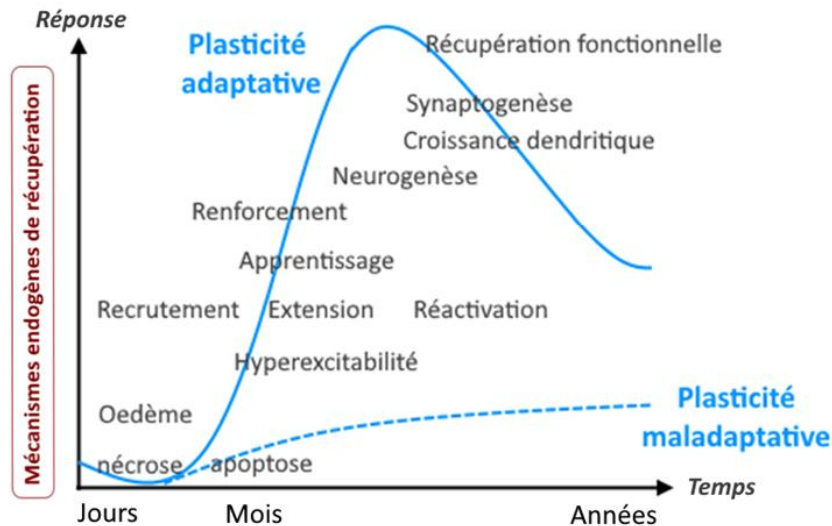 Réponse
Mécanismes endogènes de récupération
Plasticité
adaptative
Récupération fonctionnelle
Synaptogenèse
Croissance dendritique
Neurogenèse
Renforcement
Apprentissage
Recrutement
Extension
Réactivation
Hyperexcitabilité
Oedème
Plasticité
maladaptative
nécrose
apoptose
Temps
Jours
Mois
Années